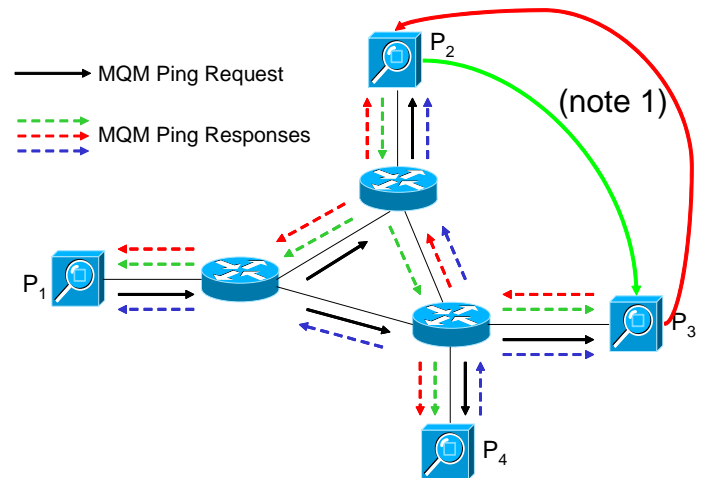 P2
MQM Ping Request
(note 1)
MQM Ping Responses
P1
P3
P4